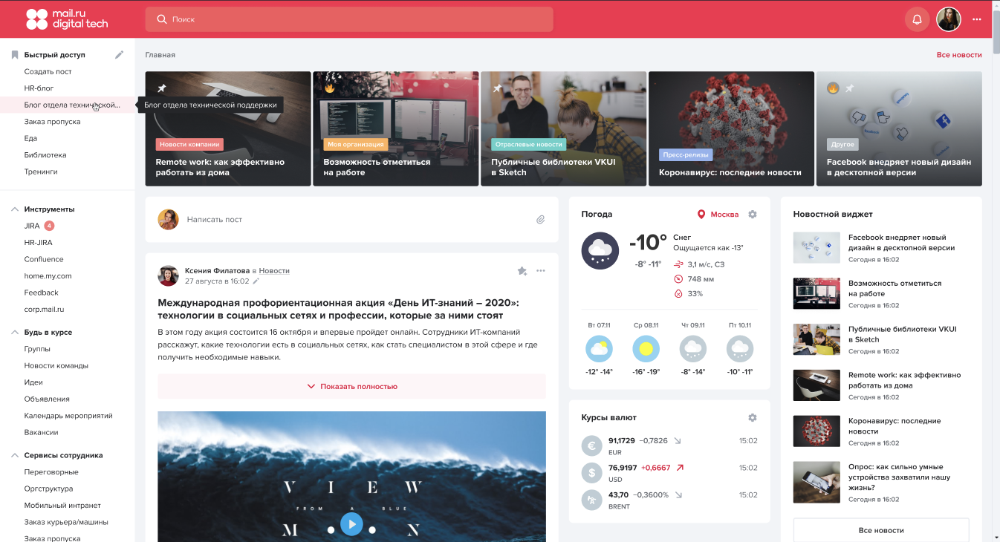 mail.ru
digital tech
Поиск
Быстрый доступ
Создать пост
HR-блог
Блог отдела технической...
Заказ пропуска
Еда
Библиотека
Тренинги
Инструменты
JIRA 4
HR-JIRA
Confluence
home.my.com
Feedback
corp.mail.ru
Будь в курсе
Группы
Новости команды
Идеи
Объявления
Календарь мероприятий
Вакансии
Сервисы сотрудника
Переговорные
Оргструктура
Мобильный интранет
Заказ курьера/машины
Заказ пропуска
Блог отдела технической поддержки
Главная
Все новости
Новости компании
Remote work: как эффективно
работать из дома
Моя организация
Возможность отметиться
на работе
Отраслевые новости
Публичные библиотеки VKUI
в Sketch
Пресс-релизы
Коронавирус: последние новости
Другое
Facebook внедряет новый дизайн
в десктопной версии
Написать пост
Ксения Филатова в Новости
27 августа в 16:02
Международная профориентационная акция «День ИТ-знаний – 2020»:
технологии в социальных сетях и профессии, которые за ними стоят
В этом году акция состоится 16 октября и впервые пройдет онлайн. Сотрудники ИТ-компаний
расскажут, какие технологии есть в социальных сетях, как стать специалистом в этой сфере и где
получить необходимые навыки.
Показать полностью
VIEW
FROM A BLUE
MOON
Погода
Москва
-10°
Снег
Ощущается как -13°
-8° -11°
3,1 м/с, СЗ
748 мм
33%
Вт 07.11
Ср 08.11
Чт 09.11
Пт 10.11
-12° -14°
-16° -19°
-8° -14°
-10° -11°
Курсы валют
91,1729 −0,7826 15:02
EUR
76,9197 +0,6667 15:02
USD
43,70 −0,3600% 15:02
BRENT
Новостной виджет
Facebook внедряет новый
дизайн в десктопной версии
Сегодня в 16:02
Возможность отметиться
на работе
Сегодня в 16:02
Публичные библиотеки VKUI
в Sketch
Сегодня в 16:02
Remote work: как эффективно
работать из дома
Сегодня в 16:02
Коронавирус: последние
новости
Сегодня в 16:02
Опрос: как сильно умные
устройства захватили нашу
жизнь?
Сегодня в 16:02
Все новости